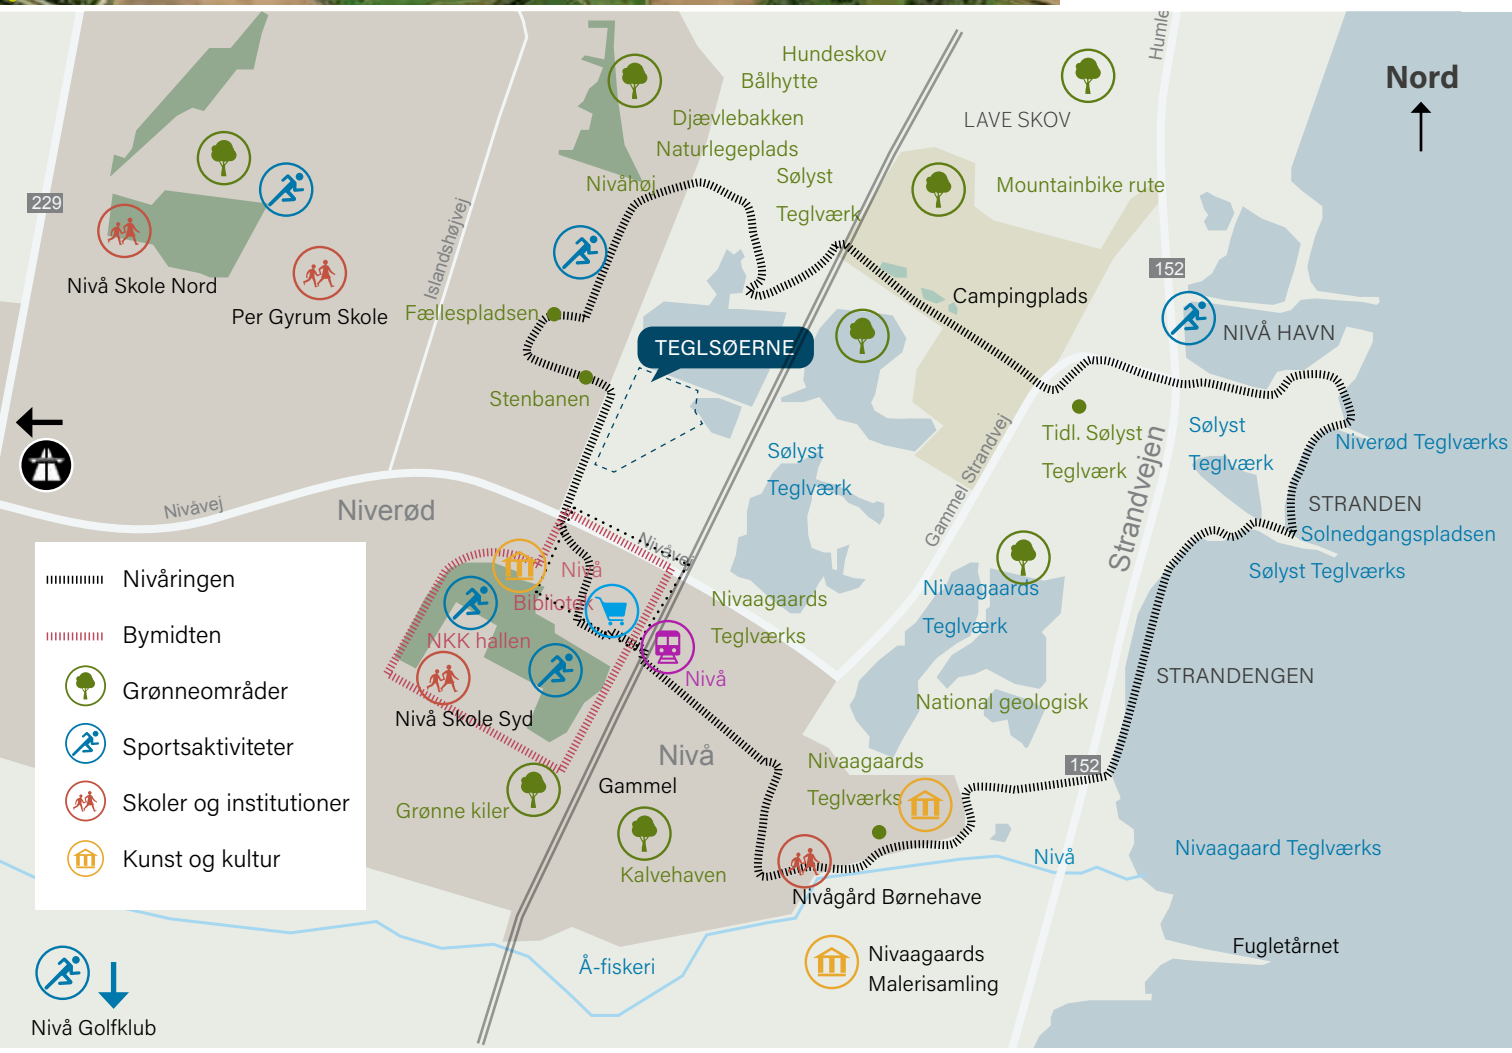 Hundeskov
Bålhytte
Djævlebakken
Naturlegeplads
Nivåhøj
Sølyst
Teglværk
LAVE SKOV
Mountainbike rute
Nord
229
Islandshøjvej
Nivå Skole Nord
Per Gyrum Skole
Fællespladsen
Stenbanen
TEGLSØERNE
Campingplads
152
NIVÅ HAVN
Sølyst
Teglværk
Gammel Strandvej
Tidl. Sølyst
Teglværk
Strandvejen
Sølyst
Teglværk
Niverød Teglværks
STRANDEN
Solnedgangspladsen
Sølyst Teglværks
Nivåvej
Niverød
Nivåvej
Nivå
Bibliotek
NKK hallen
Nivå Skole Syd
Nivå
Nivaagaards
Teglværks
Nivaagaards
Teglværk
National geologisk
STRANDENGEN
152
Nivå
Gammel
Grønne kiler
Kalvehaven
Nivaagaards
Teglværks
Nivå
Nivaagaard Teglværks
Nivågård Børnehave
Fugletårnet
Å-fiskeri
Nivaagaards
Malerisamling
Nivåringen
Bymidten
Grønneområder
Sportsaktiviteter
Skoler og institutioner
Kunst og kultur
Nivå Golfklub